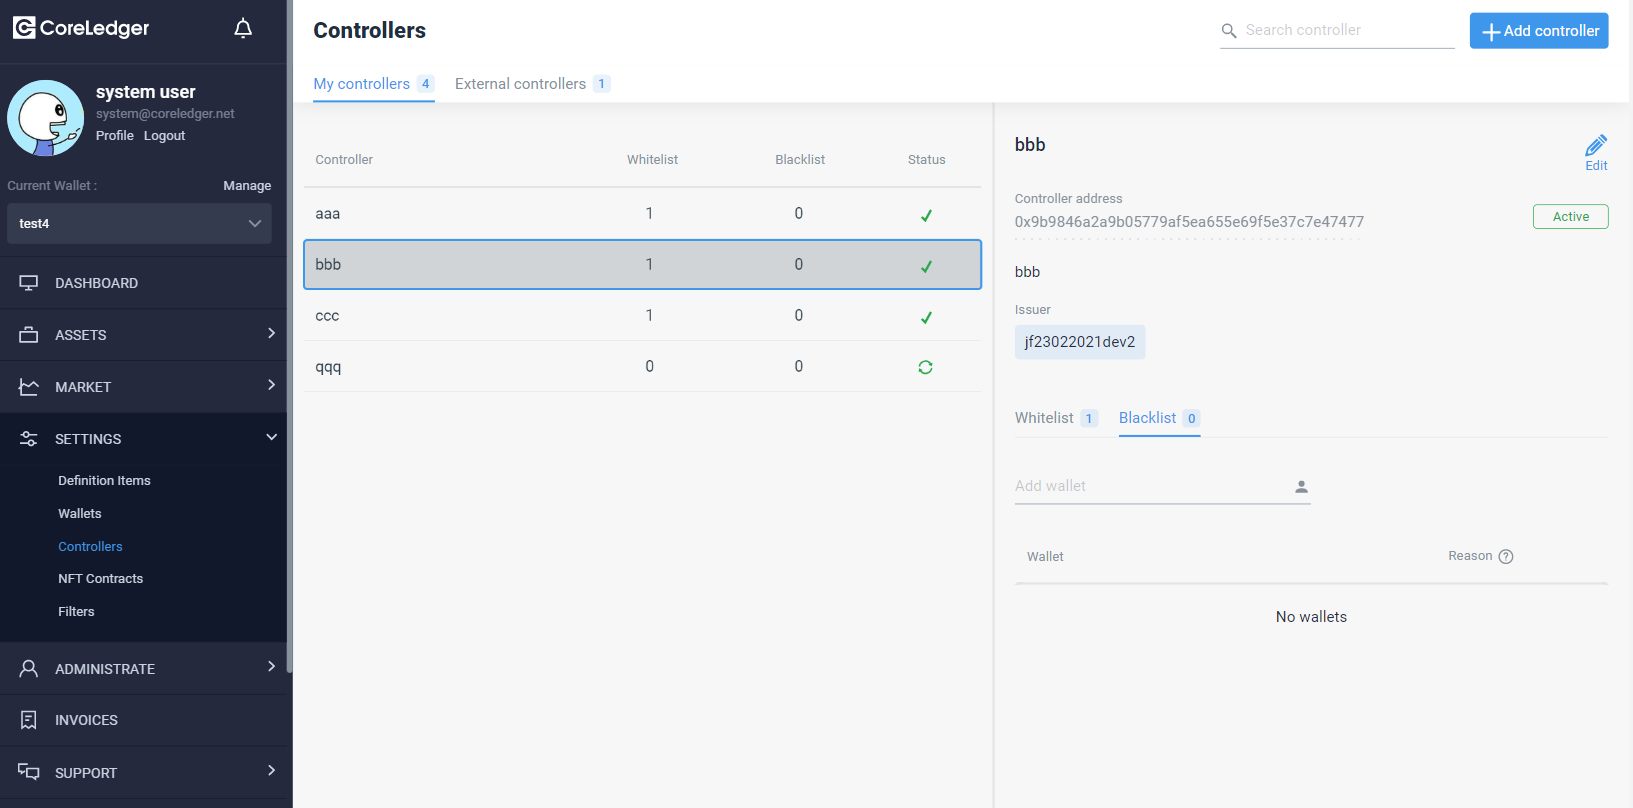 CoreLedger
system user
system@coreledger.net
Profile Logout
Current Wallet : Manage
test4
DASHBOARD
ASSETS
MARKET
SETTINGS
Definition Items
Wallets
Controllers
NFT Contracts
Filters
ADMINISTRATE
INVOICES
SUPPORT
Controllers
Search controller
Add controller
My controllers 4 External controllers 1
Controller Whitelist Blacklist Status
aaa 1 0
bbb 1 0
ccc 1 0
qqq 0 0
bbb
Edit
Controller address
0x9b9846a2a9b05779af5ea655e69f5e37c7e47477
Active
bbb
Issuer
jf23022021dev2
Whitelist 1 Blacklist 0
Add wallet
Wallet Reason ?
No wallets